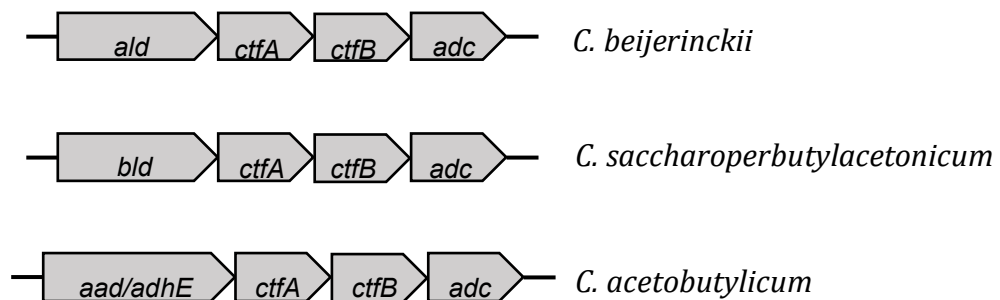 ald ctfA ctfB adc C. beijerinckii
bld ctfA ctfB adc C. saccharoperbutylacetonicum
aad/adhE ctfA ctfB adc C. acetobutylicum